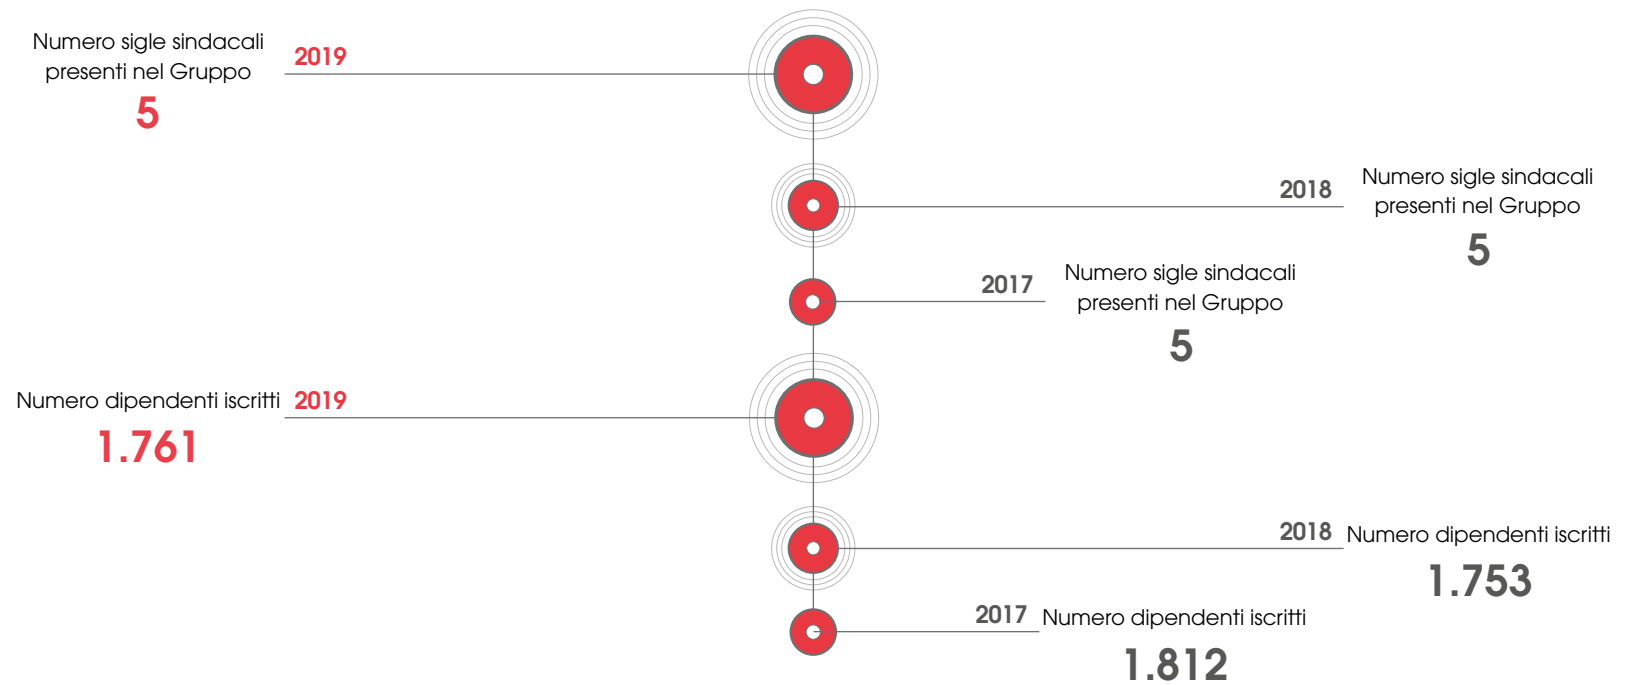 Numero sigle sindacali
presenti nel Gruppo
5
2019
2018
Numero sigle sindacali
presenti nel Gruppo
5
2017
Numero sigle sindacali
presenti nel Gruppo
5
Numero dipendenti iscritti
2019
1.761
2018
Numero dipendenti iscritti
1.753
2017
Numero dipendenti iscritti
1.812